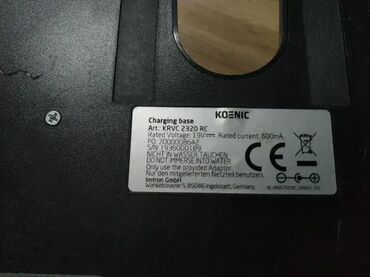 KOENIC
Charging base
Art.: KRVC 2320 RC
Rated Voltage: 19V⎓, Rated current: 600mA
PO: 7000008642
S/N: 1936000189
NICHT IN WASSER TAUCHEN.
DO NOT IMMERSE INTO WATER
Only use the provided Adaptor.
Nur den mitgelieferten Netzteil benutzen.
Imtron GmbH
Wankelstrasse 5, 85046 Ingolstadt, Germany